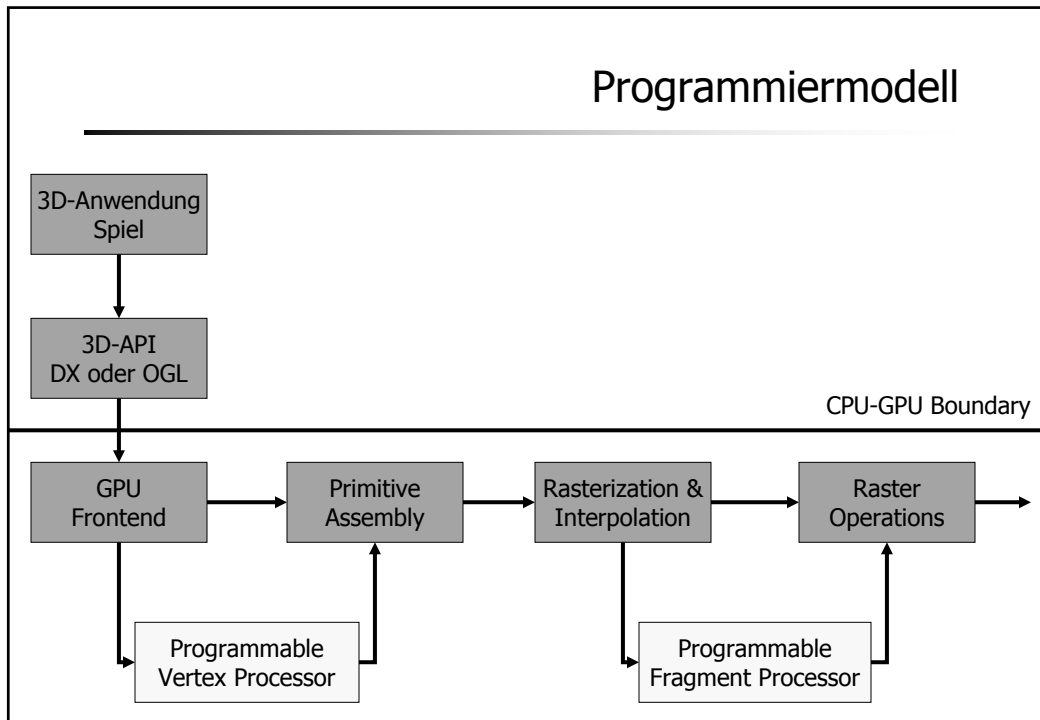 Programmiermodell
3D-Anwendung
Spiel
3D-API
DX oder OGL
CPU-GPU Boundary
GPU
Frontend
Primitive
Assembly
Rasterization &
Interpolation
Raster
Operations
Programmable
Vertex Processor
Programmable
Fragment Processor